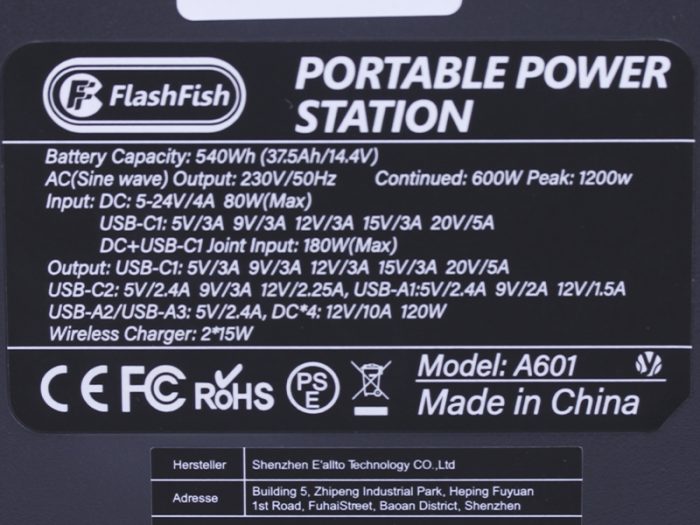 FlashFish
PORTABLE POWER
STATION
Battery Capacity: 540Wh (37.5Ah/14.4V)
AC(Sine wave) Output: 230V/50Hz Continued: 600W Peak: 1200w
Input: DC: 5-24V/4A 80W(Max)
USB-C1: 5V/3A 9V/3A 12V/3A 15V/3A 20V/5A
DC+USB-C1 Joint Input: 180W(Max)
Output: USB-C1: 5V/3A 9V/3A 12V/3A 15V/3A 20V/5A
USB-C2: 5V/2.4A 9V/3A 12V/2.25A, USB-A1:5V/2.4A 9V/2A 12V/1.5A
USB-A2/USB-A3: 5V/2.4A, DC*4: 12V/10A 120W
Wireless Charger: 2*15W
CE FC RoHS PSE
Model: A601
Made in China
Hersteller Shenzhen E'allto Technology CO.,Ltd
Adresse Building 5, Zhipeng Industrial Park, Heping Fuyuan
1st Road, FuhaiStreet, Baoan District, Shenzhen